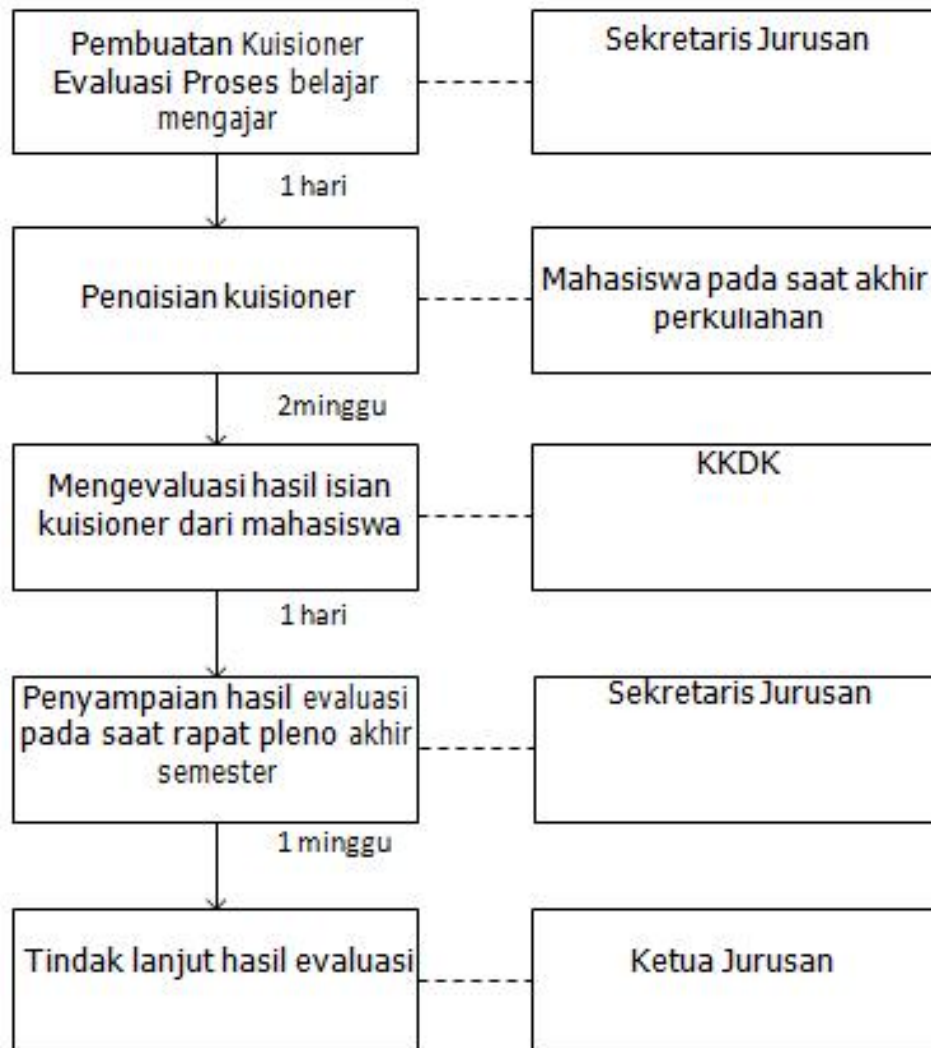 Pembuatan Kuisioner
Evaluasi Proses belajar
mengajar
Sekretaris Jurusan
1 hari
Pengisian kuisioner
Mahasiswa pada saat akhir
perkuliahan
2minggu
Mengevaluasi hasil isian
kuisioner dari mahasiswa
KKDK
1 hari
Penyampaian hasil evaluasi
pada saat rapat pleno akhir
semester
Sekretaris Jurusan
1 minggu
Tindak lanjut hasil evaluasi
Ketua Jurusan